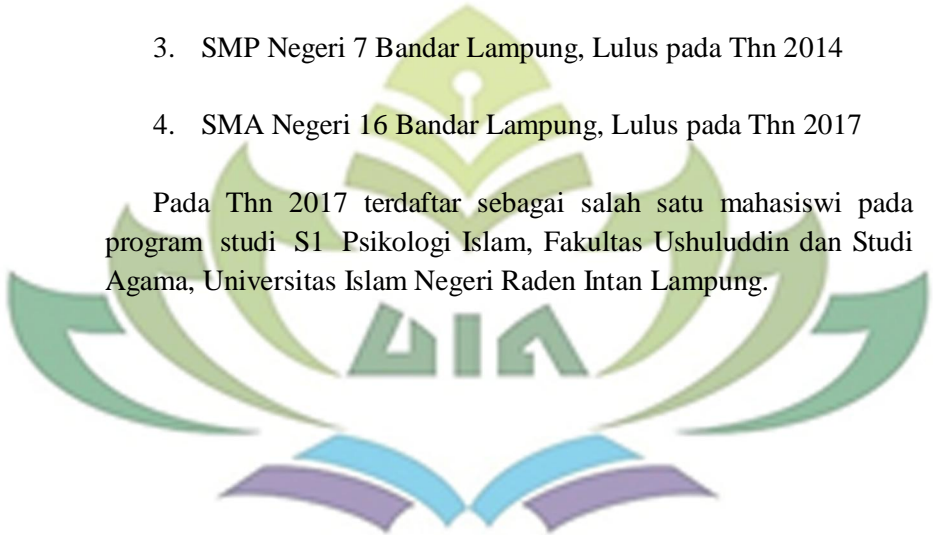 3. SMP Negeri 7 Bandar Lampung, Lulus pada Thn 2014
4. SMA Negeri 16 Bandar Lampung, Lulus pada Thn 2017
Pada Thn 2017 terdaftar sebagai salah satu mahasiswi pada
program studi S1 Psikologi Islam, Fakultas Ushuluddin dan Studi
Agama, Universitas Islam Negeri Raden Intan Lampung.
UIN